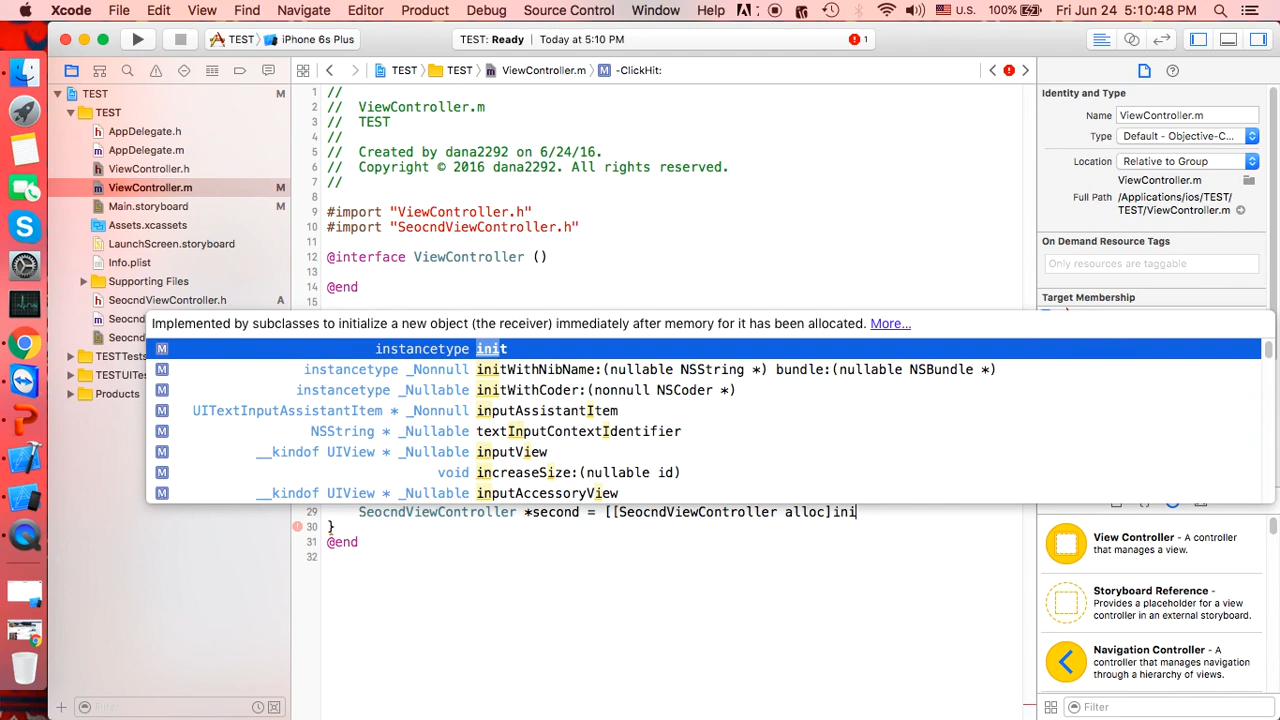 Xcode File Edit View Find Navigate Editor Product Debug Source Control Window Help U.S. 100% Fri Jun 24 5:10:48 PM
TEST iPhone 6s Plus TEST: Ready Today at 5:10 PM 1
TEST TEST ViewController.m M -ClickHit:
TEST M
TEST
h AppDelegate.h
m AppDelegate.m
h ViewController.h
m ViewController.m M
Main.storyboard M
Assets.xcassets
LaunchScreen.storyboard
Info.plist
Supporting Files
h SeocndViewController.h A
m Seocnd
Seocnd
TESTTests
TESTUITe
Products
Filter
1 //
2 // ViewController.m
3 // TEST
4 //
5 // Created by dana2292 on 6/24/16.
6 // Copyright © 2016 dana2292. All rights reserved.
7 //
8
9 #import "ViewController.h"
10 #import "SeocndViewController.h"
11
12 @interface ViewController ()
13
14 @end
15
Implemented by subclasses to initialize a new object (the receiver) immediately after memory for it has been allocated. More...
M instancetype init
M instancetype _Nonnull initWithNibName:(nullable NSString *) bundle:(nullable NSBundle *)
M instancetype _Nullable initWithCoder:(nonnull NSCoder *)
M UITextInputAssistantItem * _Nonnull inputAssistantItem
M NSString * _Nullable textInputContextIdentifier
M __kindof UIView * _Nullable inputView
M void increaseSize:(nullable id)
M __kindof UIView * _Nullable inputAccessoryView
29 SeocndViewController *second = [[SeocndViewController alloc]ini
30 }
31 @end
32
Identity and Type
Name ViewController.m
Type Default - Objective-C...
Location Relative to Group
ViewController.m
Full Path /Applications/ios/TEST/
TEST/ViewController.m
On Demand Resource Tags
Only resources are taggable
Target Membership
View Controller - A controller
that manages a view.
Storyboard Reference -
Provides a placeholder for a view
controller in an external storyboard.
Navigation Controller - A
controller that manages navigation
through a hierarchy of views.
Filter